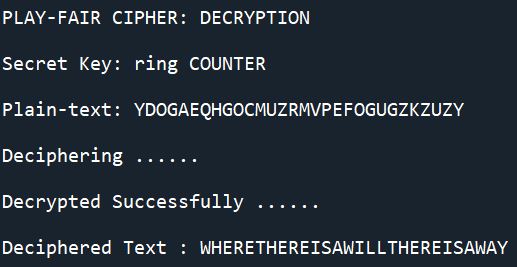 PLAY-FAIR CIPHER: DECRYPTION
Secret Key: ring COUNTER
Plain-text: YDOGAEQHGOCMUZRMVPEFOGUGZKZUZY
Deciphering ......
Decrypted Successfully ......
Deciphered Text : WHERETHEREISAWILLTHEREISAWAY